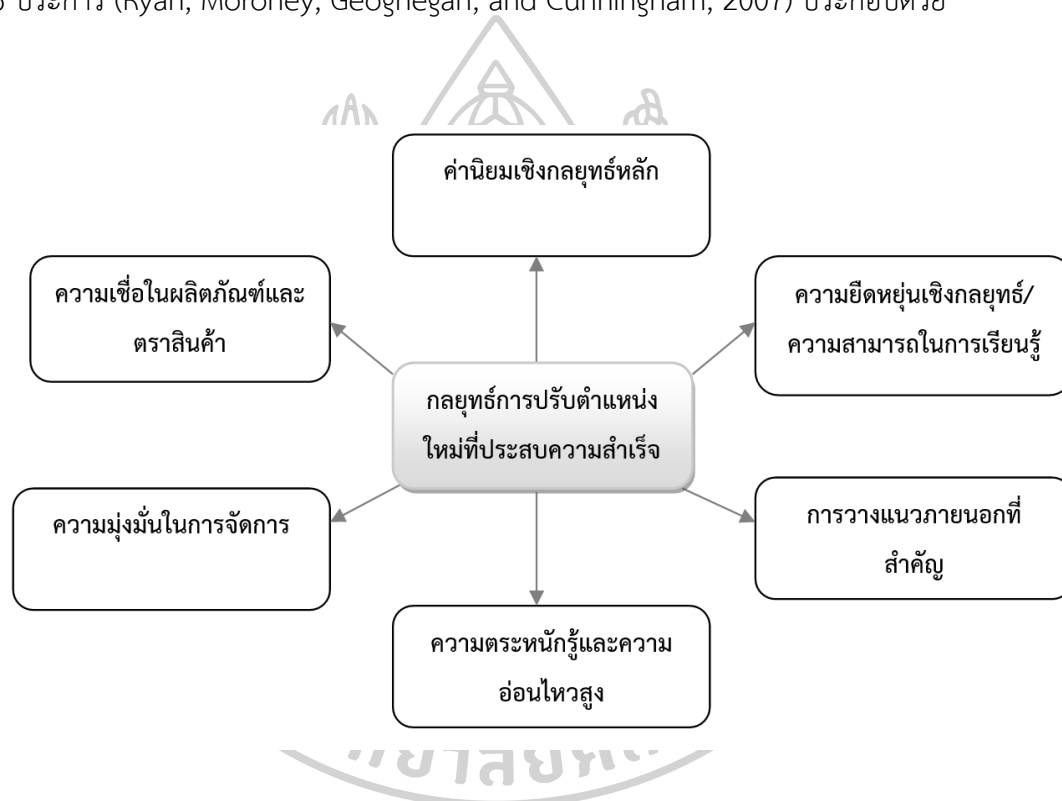 ประการ (Ryan, Moroney, Geoghegan, and Cunningham, 2007) ประกอบด้วย
ค่านิยมเชิงกลยุทธ์หลัก
ความเชื่อในผลิตภัณฑ์และ
ตราสินค้า
ความยืดหยุ่นเชิงกลยุทธ์/
ความสามารถในการเรียนรู้
กลยุทธ์การปรับตำแหน่ง
ใหม่ที่ประสบความสำเร็จ
ความมุ่งมั่นในการจัดการ
การวางแนวภายนอกที่
สำคัญ
ความตระหนักรู้และความ
อ่อนไหวสูง